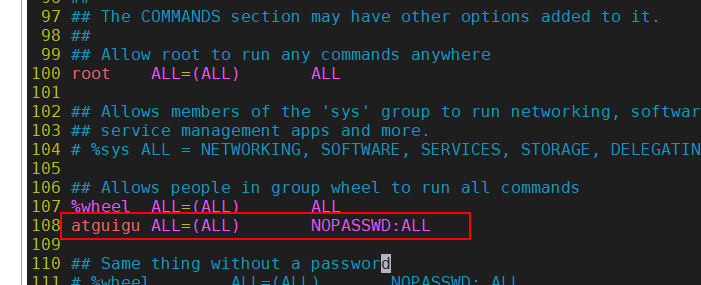 97 ## The COMMANDS section may have other options added to it.
98 ##
99 ## Allow root to run any commands anywhere
100 root    ALL=(ALL)       ALL
101
102 ## Allows members of the 'sys' group to run networking, softwar
103 ## service management apps and more.
104 # %sys ALL = NETWORKING, SOFTWARE, SERVICES, STORAGE, DELEGATIN
105
106 ## Allows people in group wheel to run all commands
107 %wheel  ALL=(ALL)       ALL
108 atguigu ALL=(ALL)       NOPASSWD:ALL
109
110 ## Same thing without a password
111 # %wheel        ALL=(ALL)       NOPASSWD: ALL